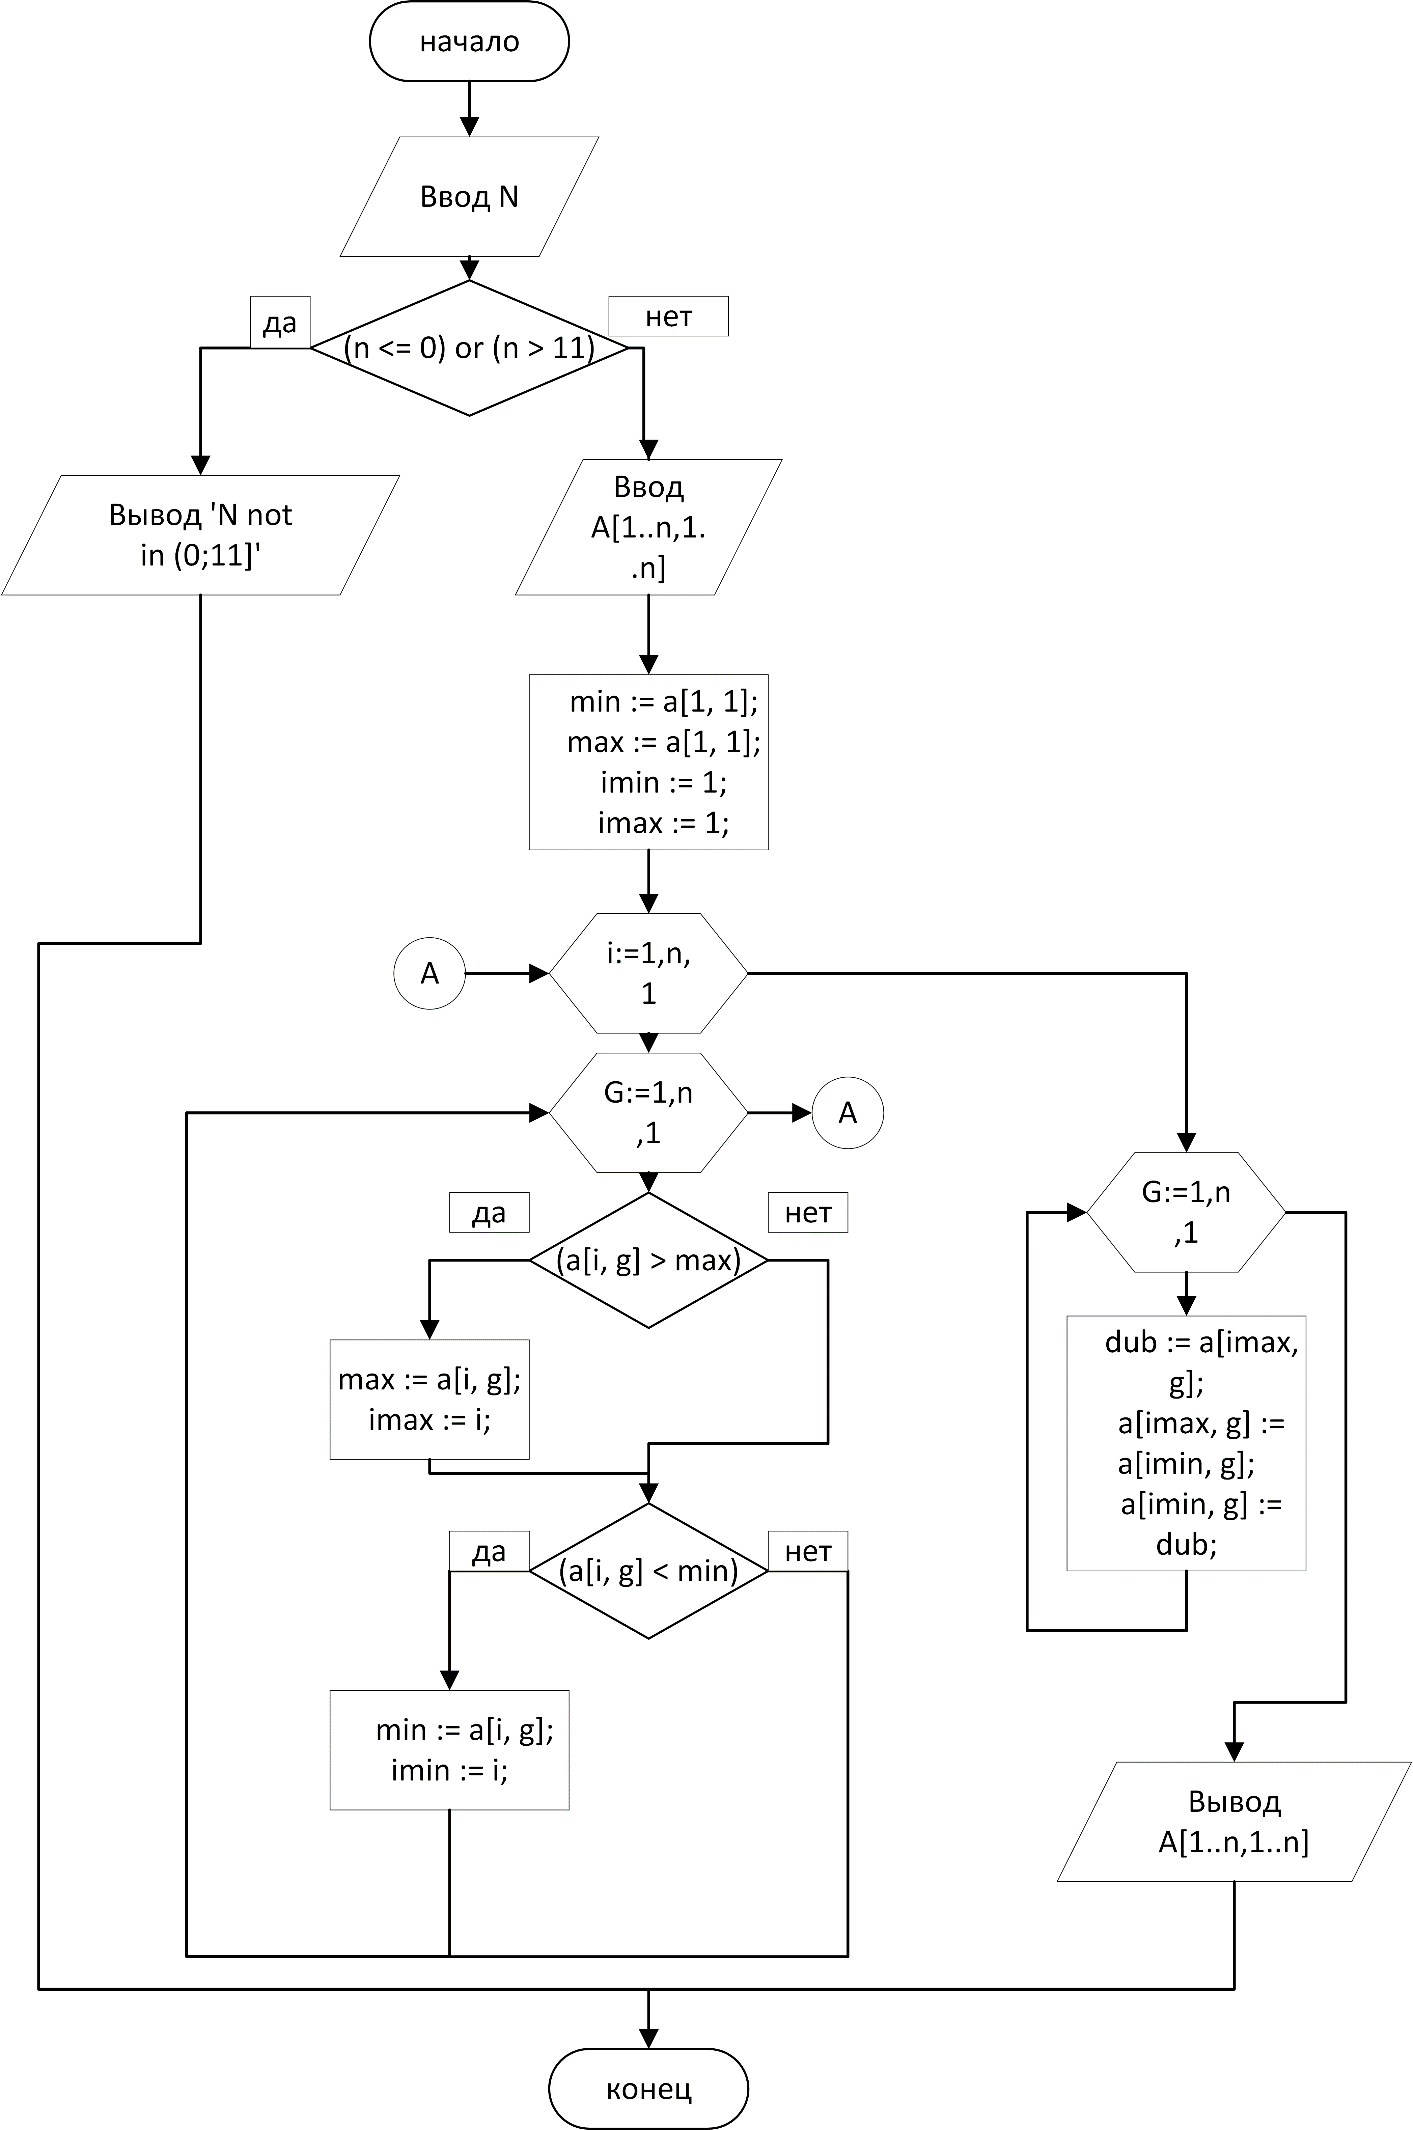 начало
Ввод N
да
нет
(n <= 0) or (n > 11)
Вывод 'N not
in (0;11]'
Ввод
A[1..n,1.
.n]
min := a[1, 1];
max := a[1, 1];
imin := 1;
imax := 1;
A
i:=1,n,
1
G:=1,n
,1
A
да
нет
(a[i, g] > max)
max := a[i, g];
imax := i;
да
нет
(a[i, g] < min)
min := a[i, g];
imin := i;
G:=1,n
,1
dub := a[imax,
g];
a[imax, g] :=
a[imin, g];
a[imin, g] :=
dub;
Вывод
A[1..n,1..n]
конец